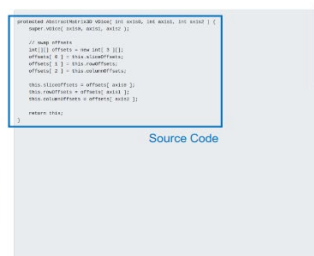 protected AbstractMatrix3D vDice( int axis0, int axis1, int axis2 ) {
super.vDice( axis0, axis1, axis2 );
// swap offsets
int[][] offsets = new int[ 3 ][];
offsets[ 0 ] = this.sliceOffsets;
offsets[ 1 ] = this.rowOffsets;
offsets[ 2 ] = this.columnOffsets;
this.sliceOffsets = offsets[ axis0 ];
this.rowOffsets = offsets[ axis1 ];
this.columnOffsets = offsets[ axis2 ];
return this;
}
Source Code